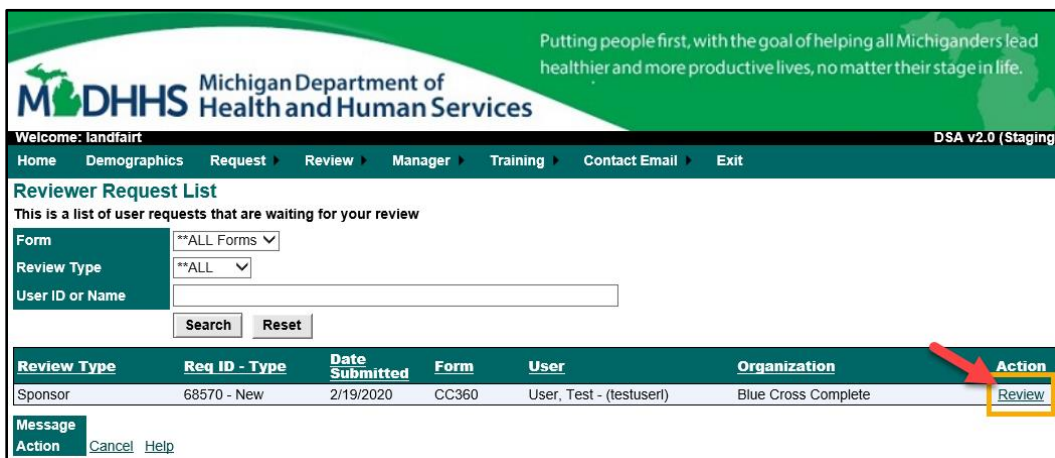 Putting people first, with the goal of helping all Michiganders lead
healthier and more productive lives, no matter their stage in life.
MDHHS Michigan Department of
Health and Human Services
Welcome: landfairt DSA v2.0 (Staging
Home Demographics Request Review Manager Training Contact Email Exit
Reviewer Request List
This is a list of user requests that are waiting for your review
Form **ALL Forms
Review Type **ALL
User ID or Name
Search Reset
Review Type Req ID - Type Date Submitted Form User Organization Action
Sponsor 68570 - New 2/19/2020 CC360 User, Test - (testuserl) Blue Cross Complete Review
Message
Action Cancel Help